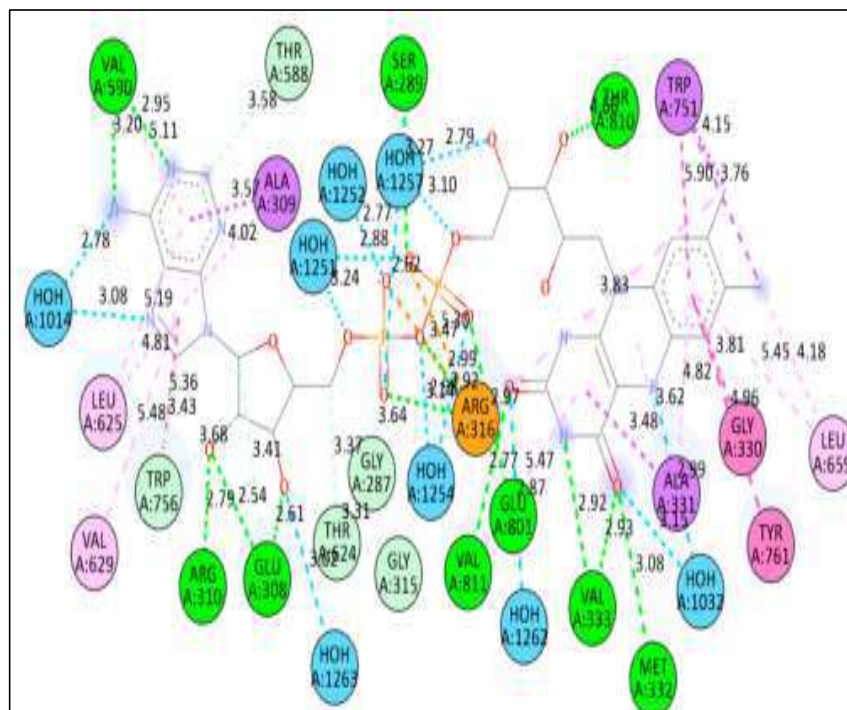 VAL
A:590
THR
A:588
SER
A:289
THR
A:810
TRP
A:751
2.95
3.20
5.11
3.58
4.15
3.27
2.79
5.90
3.76
HOH
A:1252
HOH
A:1257
3.10
ALA
A:309
3.57
4.02
2.77
2.88
2.78
HOH
A:1251
3.24
3.83
HOH
A:1014
3.08
5.19
4.81
3.47
2.99
3.81
5.45
4.18
4.82
LEU
A:625
5.36
3.43
5.48
3.64
ARG
A:316
2.97
3.62
4.96
3.48
GLY
A:330
LEU
A:659
TRP
A:756
3.68
3.41
3.37
GLY
A:287
HOH
A:1254
2.77
5.47
GLU
A:801
ALA
A:331
2.99
VAL
A:629
2.79
2.54
2.61
3.31
THR
A:624
2.92
2.93
3.08
TYR
A:761
ARG
A:310
GLU
A:308
GLY
A:315
VAL
A:811
HOH
A:1032
VAL
A:333
HOH
A:1262
HOH
A:1263
MET
A:332